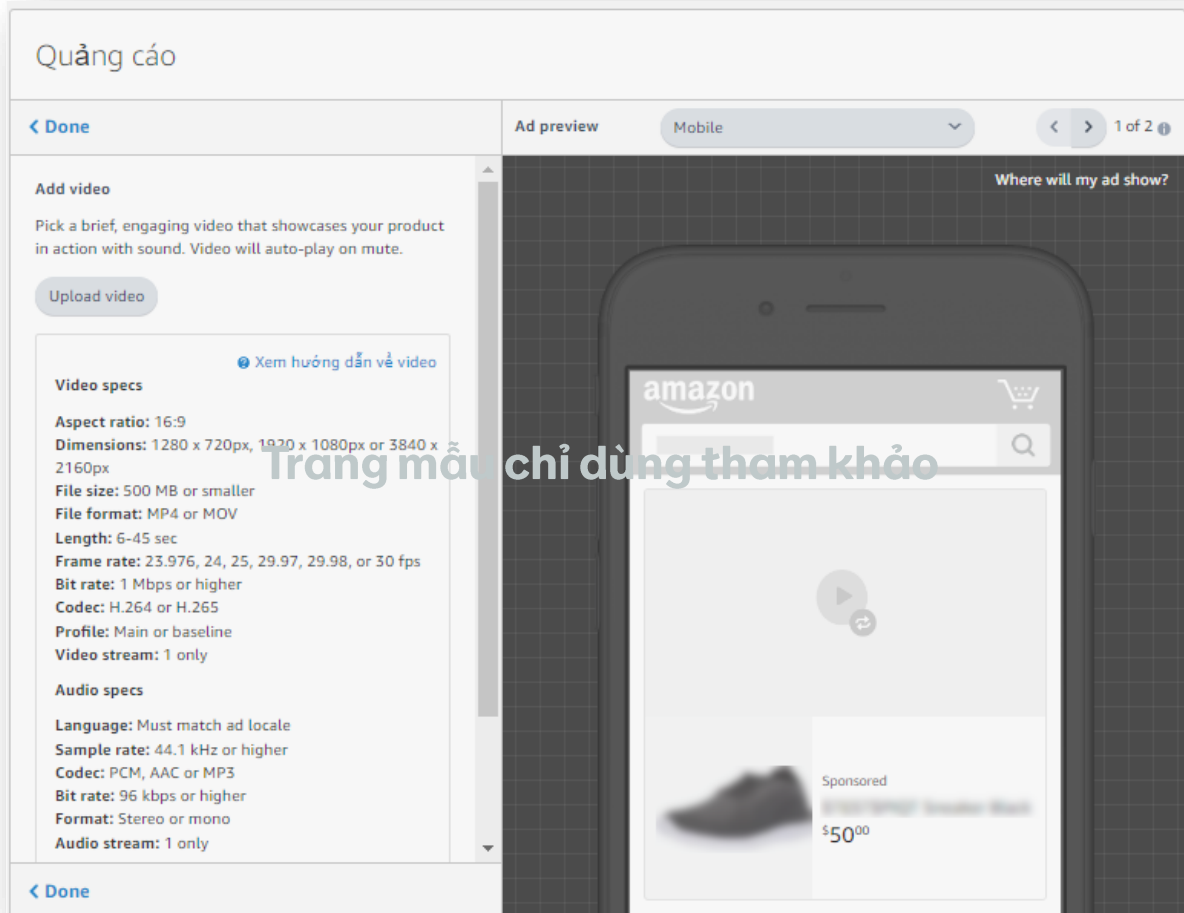 Quảng cáo
Done
Ad preview
Mobile
1 of 2
Where will my ad show?
Add video
Pick a brief, engaging video that showcases your product
in action with sound. Video will auto-play on mute.
Upload video
Xem hướng dẫn về video
Video specs
Aspect ratio: 16:9
Dimensions: 1280 x 720px, 1920 x 1080px or 3840 x
2160px
File size: 500 MB or smaller
File format: MP4 or MOV
Length: 6-45 sec
Frame rate: 23.976, 24, 25, 29.97, 29.98, or 30 fps
Bit rate: 1 Mbps or higher
Codec: H.264 or H.265
Profile: Main or baseline
Video stream: 1 only
Audio specs
Language: Must match ad locale
Sample rate: 44.1 kHz or higher
Codec: PCM, AAC or MP3
Bit rate: 96 kbps or higher
Format: Stereo or mono
Audio stream: 1 only
Done
Trang mẫu chỉ dùng tham khảo
amazon
Sponsored
$5000